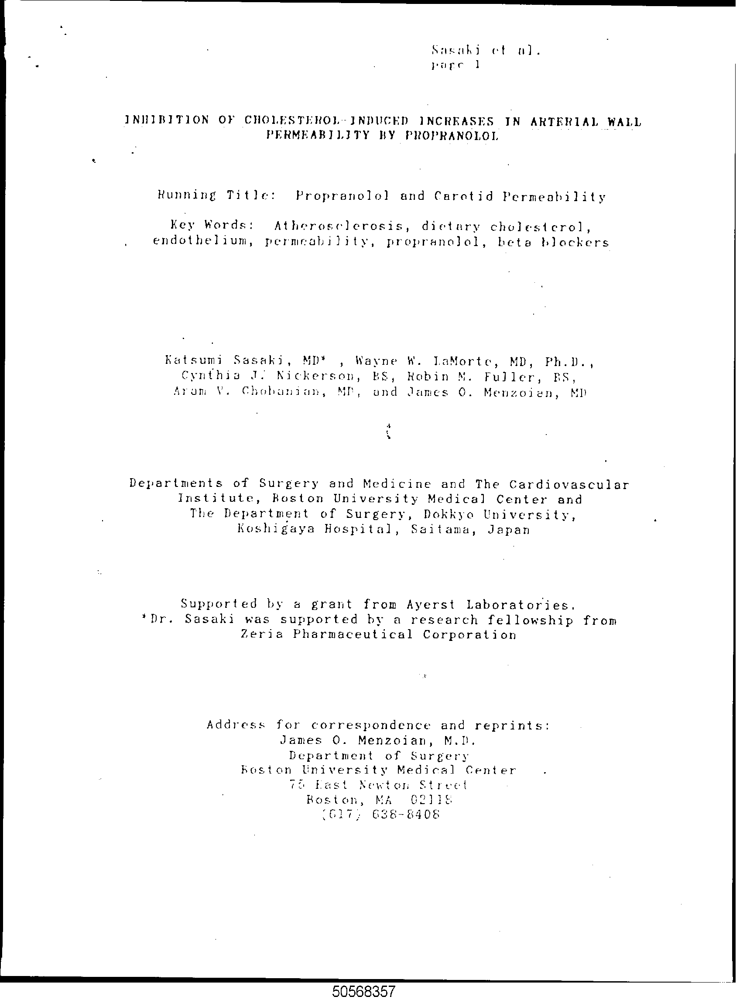 Sasaki et al.
page 1
INHIBITION OF CHOLESTEROL-INDUCED INCREASES IN ARTERIAL WALL
PERMEABILITY BY PROPRANOLOL
Running Title: Propranolol and Carotid Permeability
Key Words: Atherosclerosis, dietary cholesterol,
endothelium, permeability, propranolol, beta blockers
Katsumi Sasaki, MD* , Wayne W. LaMorte, MD, Ph.D.,
Cynthia J. Nickerson, BS, Robin M. Fuller, BS,
Aram V. Chobanian, MD, and James O. Menzoian, MD
Departments of Surgery and Medicine and The Cardiovascular
Institute, Boston University Medical Center and
The Department of Surgery, Dokkyo University,
Koshigaya Hospital, Saitama, Japan
Supported by a grant from Ayerst Laboratories.
*Dr. Sasaki was supported by a research fellowship from
Zeria Pharmaceutical Corporation
Address for correspondence and reprints:
James O. Menzoian, M.D.
Department of Surgery
Boston University Medical Center
75 East Newton Street
Boston, MA 02118
(617) 638-8408
50568357